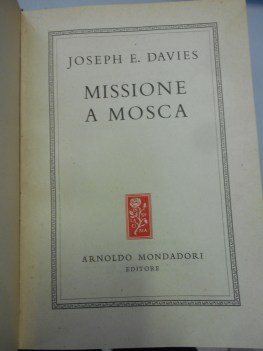 JOSEPH E. DAVIES
MISSIONE
A MOSCA
ARNOLDO MONDADORI
EDITORE